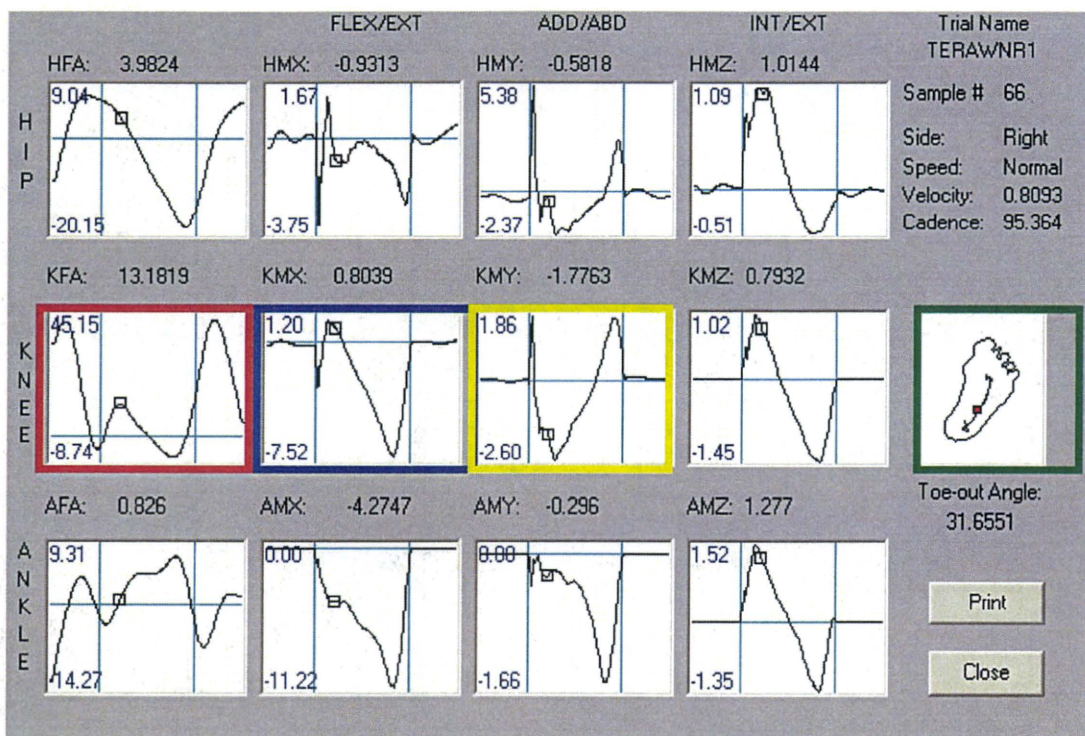 FLEX/EXT ADD/ABD INT/EXT Trial Name
TERAWNR1
HFA: 3.9824 HMX: -0.9313 HMY: -0.5818 HMZ: 1.0144
9.04 1.67 5.38 1.09
Sample # 66
HIP
Side: Right
Speed: Normal
Velocity: 0.8093
Cadence: 95.364
-20.15 -3.75 -2.37 -0.51
KFA: 13.1819 KMX: 0.8039 KMY: -1.7763 KMZ: 0.7932
45.15 1.20 1.86 1.02
KNEE
-8.74 -7.52 -2.60 -1.45
Toe-out Angle:
31.6551
AFA: 0.826 AMX: -4.2747 AMY: -0.296 AMZ: 1.277
9.31 0.00 0.00 1.52
ANKLE
Print
-14.27 -11.22 -1.66 -1.35
Close